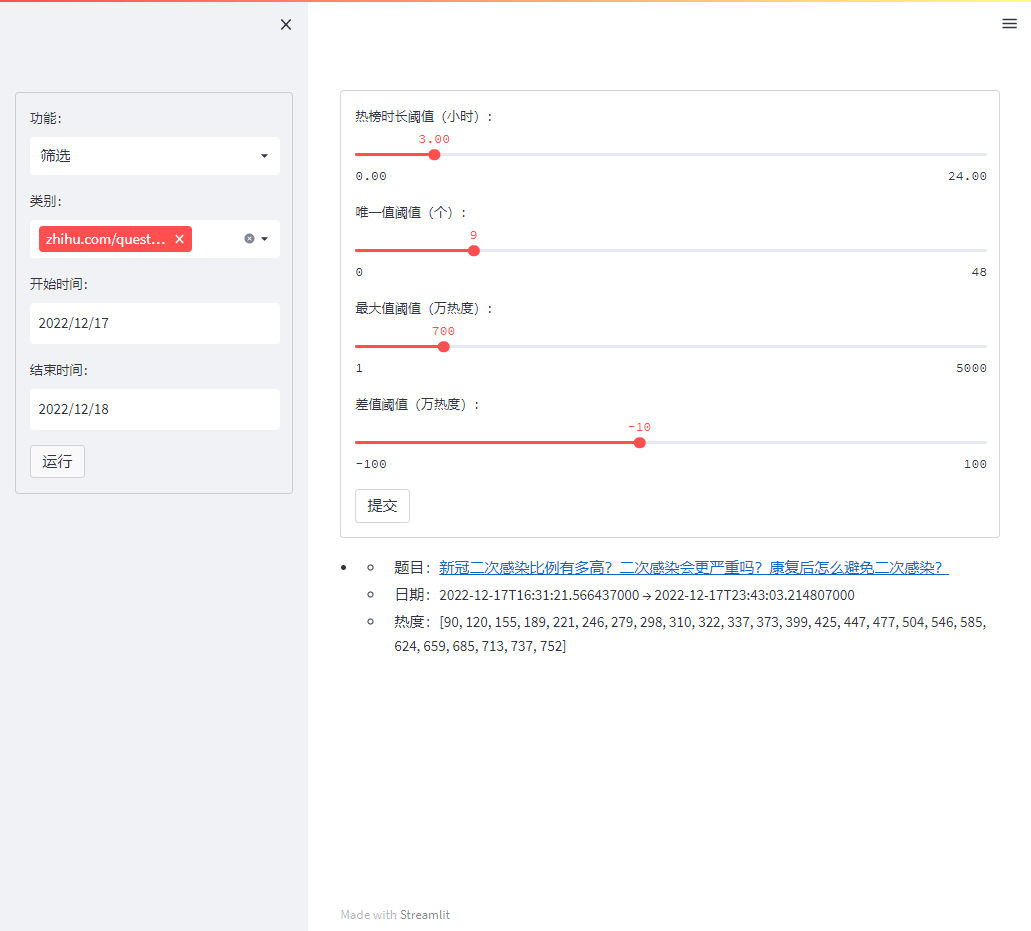 功能:
筛选
类别:
zhihu.com/quest...
开始时间:
2022/12/17
结束时间:
2022/12/18
运行
热榜时长阈值（小时）:
3.00
0.00 24.00
唯一值阈值（个）:
9
0 48
最大值阈值（万热度）:
700
1 5000
差值阈值（万热度）:
-10
-100 100
提交
题目：新冠二次感染比例有多高？二次感染会更严重吗？康复后怎么避免二次感染？
日期：2022-12-17T16:31:21.566437000 → 2022-12-17T23:43:03.214807000
热度：[90, 120, 155, 189, 221, 246, 279, 298, 310, 322, 337, 373, 399, 425, 447, 477, 504, 546, 585,
624, 659, 685, 713, 737, 752]
Made with Streamlit